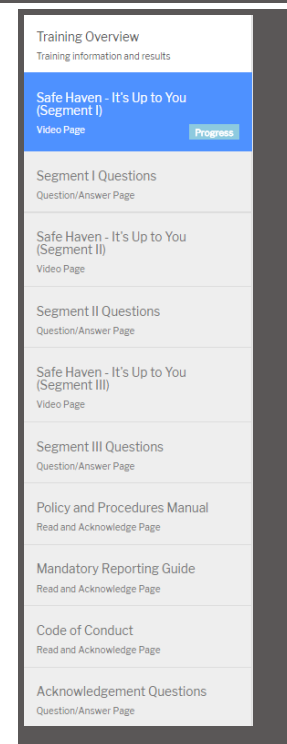 Training Overview
Training information and results
Safe Haven - It's Up to You
(Segment I)
Video Page
Progress
Segment I Questions
Question/Answer Page
Safe Haven - It's Up to You
(Segment II)
Video Page
Segment II Questions
Question/Answer Page
Safe Haven - It's Up to You
(Segment III)
Video Page
Segment III Questions
Question/Answer Page
Policy and Procedures Manual
Read and Acknowledge Page
Mandatory Reporting Guide
Read and Acknowledge Page
Code of Conduct
Read and Acknowledge Page
Acknowledgement Questions
Question/Answer Page